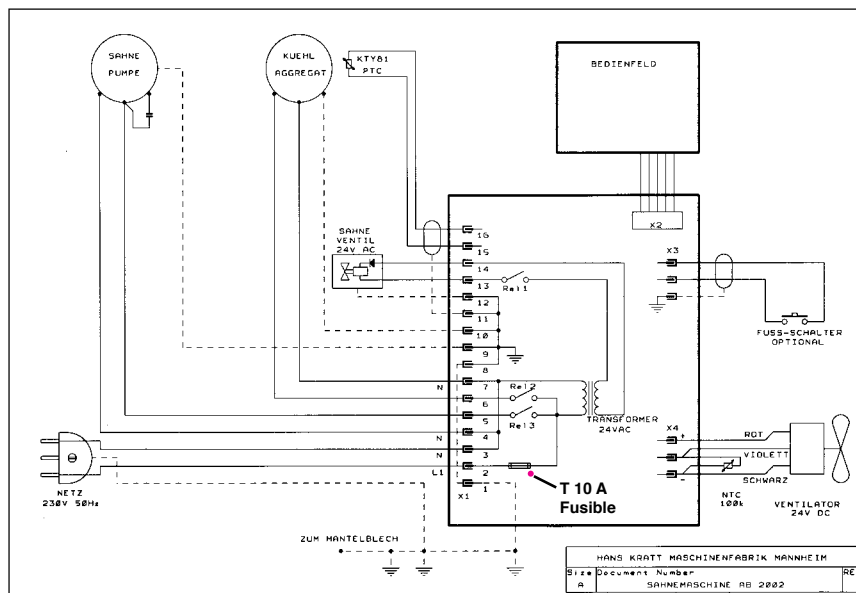 SAHNE
PUMPE
KUEHL
AGGREGAT
KTY81
PTC
BEDIENFELD
SAHNE
VENTIL
24V AC
X2
X3
16
15
14
13
12
11
10
9
8
7
6
5
4
3
2
1
Rel1
Rel2
Rel3
N
N
N
L1
X1
TRANSFORMER
24VAC
FUSS-SCHALTER
OPTIONAL
X4
+
-
ROT
VIOLETT
SCHWARZ
NTC
100k
VENTILATOR
24V DC
NETZ
230V 50Hz
T 10 A
Fusible
ZUM MANTELBLECH
HANS KRATT MASCHINENFABRIK MANNHEIM
Size Document Number RE
A SAHNEMASCHINE AB 2002